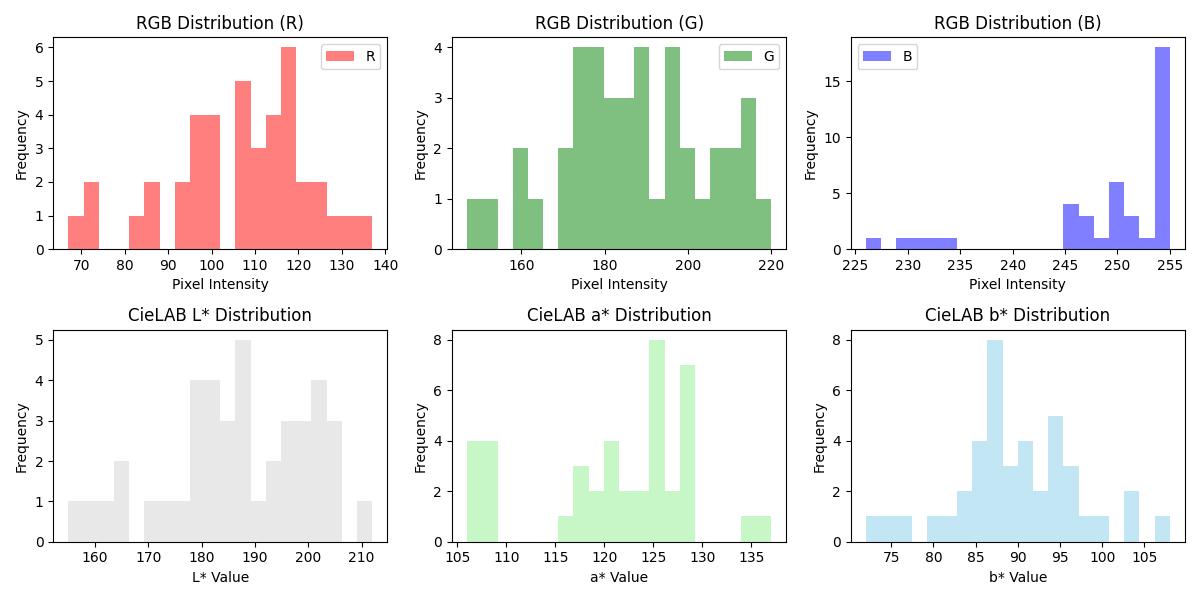 RGB Distribution (R)
6
5
4
3
2
1
0
Frequency
R
70 80 90 100 110 120 130 140
Pixel Intensity
RGB Distribution (G)
4
3
2
1
0
Frequency
G
160 180 200 220
Pixel Intensity
RGB Distribution (B)
15
10
5
0
Frequency
B
225 230 235 240 245 250 255
Pixel Intensity
CieLAB L* Distribution
5
4
3
2
1
0
Frequency
160 170 180 190 200 210
L* Value
CieLAB a* Distribution
8
6
4
2
0
Frequency
105 110 115 120 125 130 135
a* Value
CieLAB b* Distribution
8
6
4
2
0
Frequency
75 80 85 90 95 100 105
b* Value